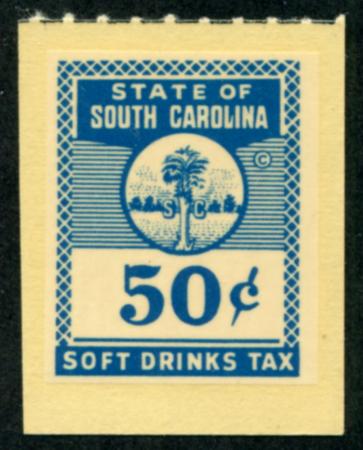 STATE OF
SOUTH CAROLINA
©
S C
50¢
SOFT DRINKS TAX